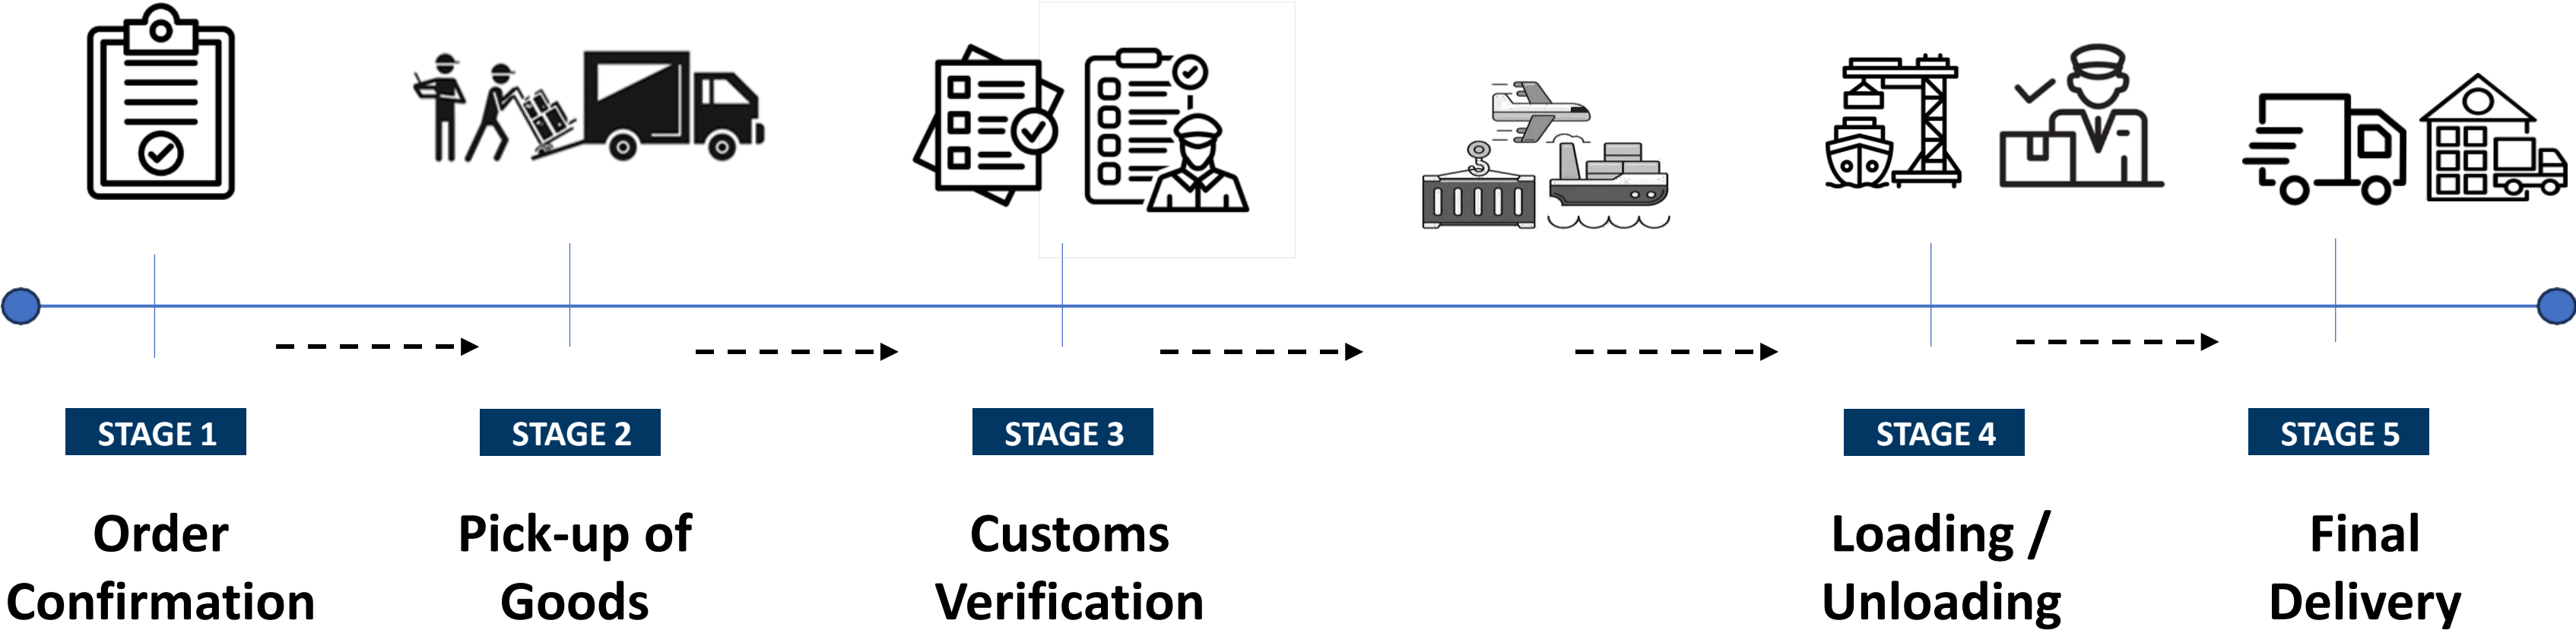 STAGE 1
STAGE 2
STAGE 3
STAGE 4
STAGE 5
Order
Confirmation
Pick-up of
Goods
Customs
Verification
Loading /
Unloading
Final
Delivery